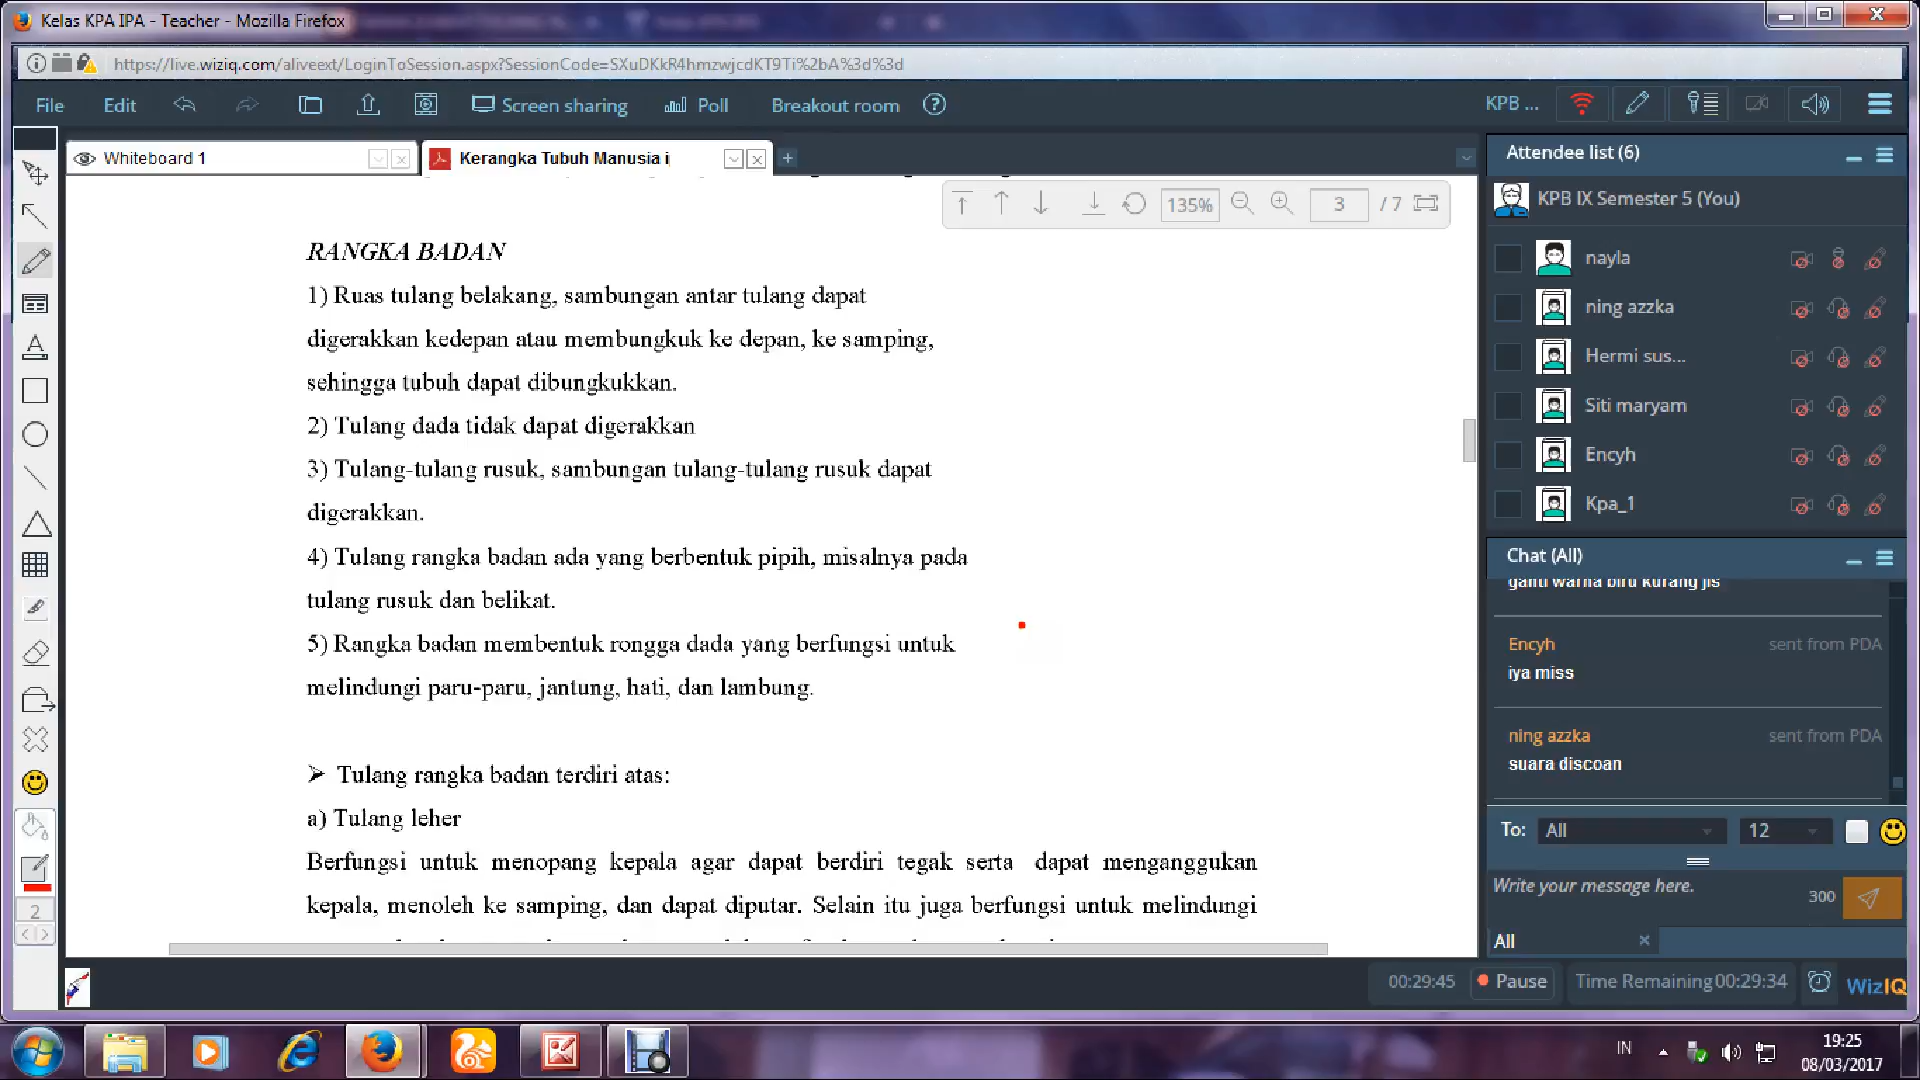 Kelas KPA IPA - Teacher - Mozilla Firefox
https://live.wiziq.com/aliveext/LoginToSession.aspx?SessionCode=SXuDKkR4hmzwjcdKT9Ti%2bA%3d%3d
File Edit Screen sharing Poll Breakout room KPB ...
Whiteboard 1 Kerangka Tubuh Manusia i
135% 3 / 7
RANGKA BADAN
1) Ruas tulang belakang, sambungan antar tulang dapat
digerakkan kedepan atau membungkuk ke depan, ke samping,
sehingga tubuh dapat dibungkukkan.
2) Tulang dada tidak dapat digerakkan
3) Tulang-tulang rusuk, sambungan tulang-tulang rusuk dapat
digerakkan.
4) Tulang rangka badan ada yang berbentuk pipih, misalnya pada
tulang rusuk dan belikat.
5) Rangka badan membentuk rongga dada yang berfungsi untuk
melindungi paru-paru, jantung, hati, dan lambung.
➢ Tulang rangka badan terdiri atas:
a) Tulang leher
Berfungsi untuk menopang kepala agar dapat berdiri tegak serta dapat menganggukan
kepala, menoleh ke samping, dan dapat diputar. Selain itu juga berfungsi untuk melindungi
2
Attendee list (6)
KPB IX Semester 5 (You)
nayla
ning azzka
Hermi sus...
Siti maryam
Encyh
Kpa_1
Chat (All)
ganti warna biru kurang jls
Encyh sent from PDA
iya miss
ning azzka sent from PDA
suara discoan
To: All 12
Write your message here.
300
All
00:29:45 Pause Time Remaining 00:29:34 WizIQ
IN
19:25
08/03/2017